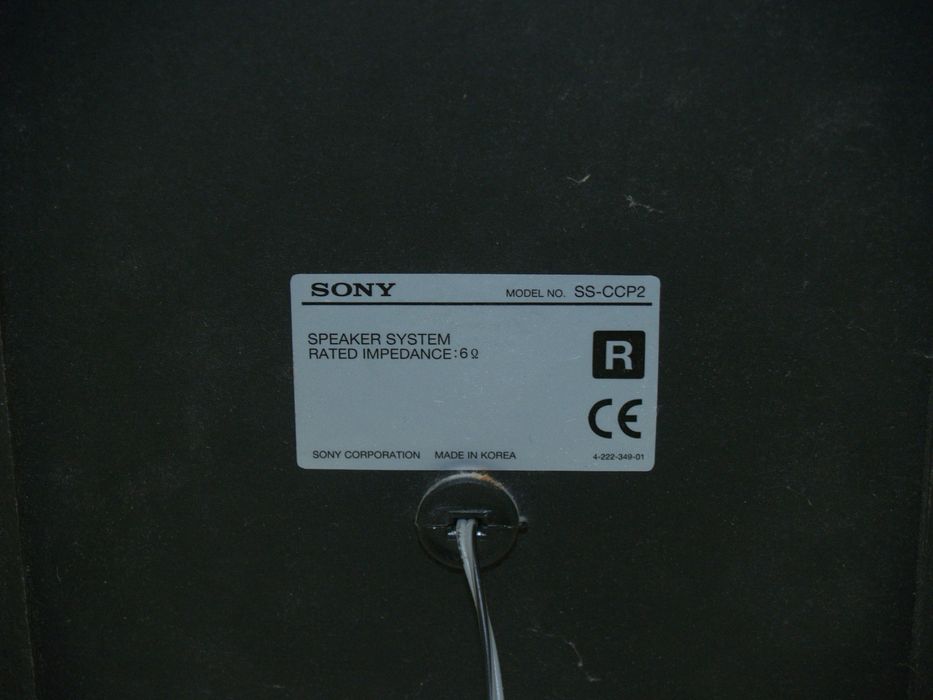 SONY MODEL NO. SS-CCP2
SPEAKER SYSTEM
RATED IMPEDANCE:6Ω
R
CE
SONY CORPORATION MADE IN KOREA 4-222-349-01